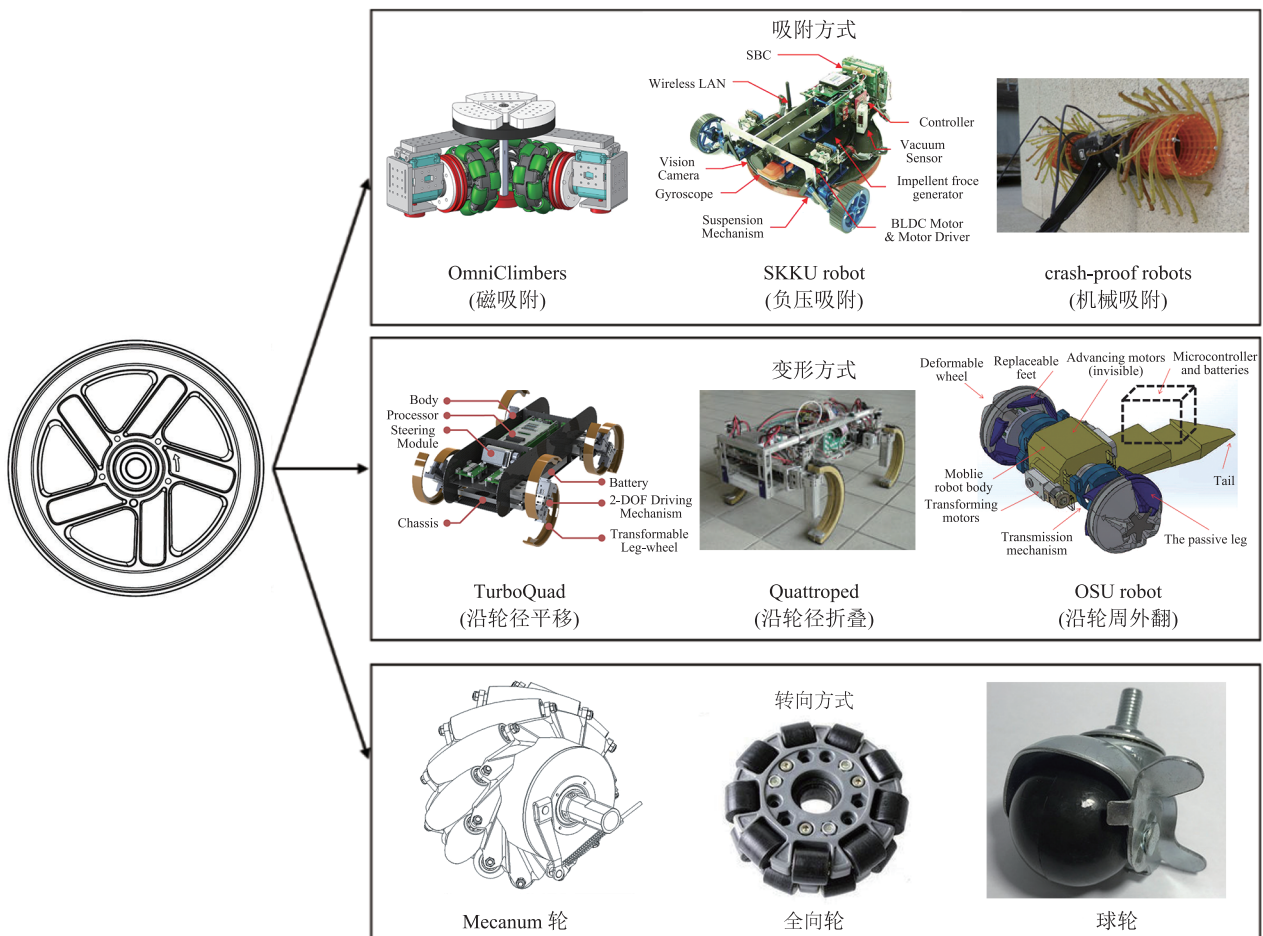 吸附方式
SBC
Wireless LAN
Controller
Vacuum
Sensor
Vision
Camera
Gyroscope
Impellent froce
generator
Suspension
Mechanism
BLDC Motor
& Motor Driver
OmniClimbers
(磁吸附)
SKKU robot
(负压吸附)
crash-proof robots
(机械吸附)
变形方式
Body
Processor
Steering
Module
Battery
2-DOF Driving
Mechanism
Chassis
Transformable
Leg-wheel
Deformable
wheel
Replaceable
feet
Advancing motors
(invisible)
Microcontroller
and batteries
Moblie
robot body
Transforming
motors
Transmission
mechanism
Tail
The passive leg
TurboQuad
(沿轮径平移)
Quattroped
(沿轮径折叠)
OSU robot
(沿轮周外翻)
转向方式
Mecanum 轮
全向轮
球轮